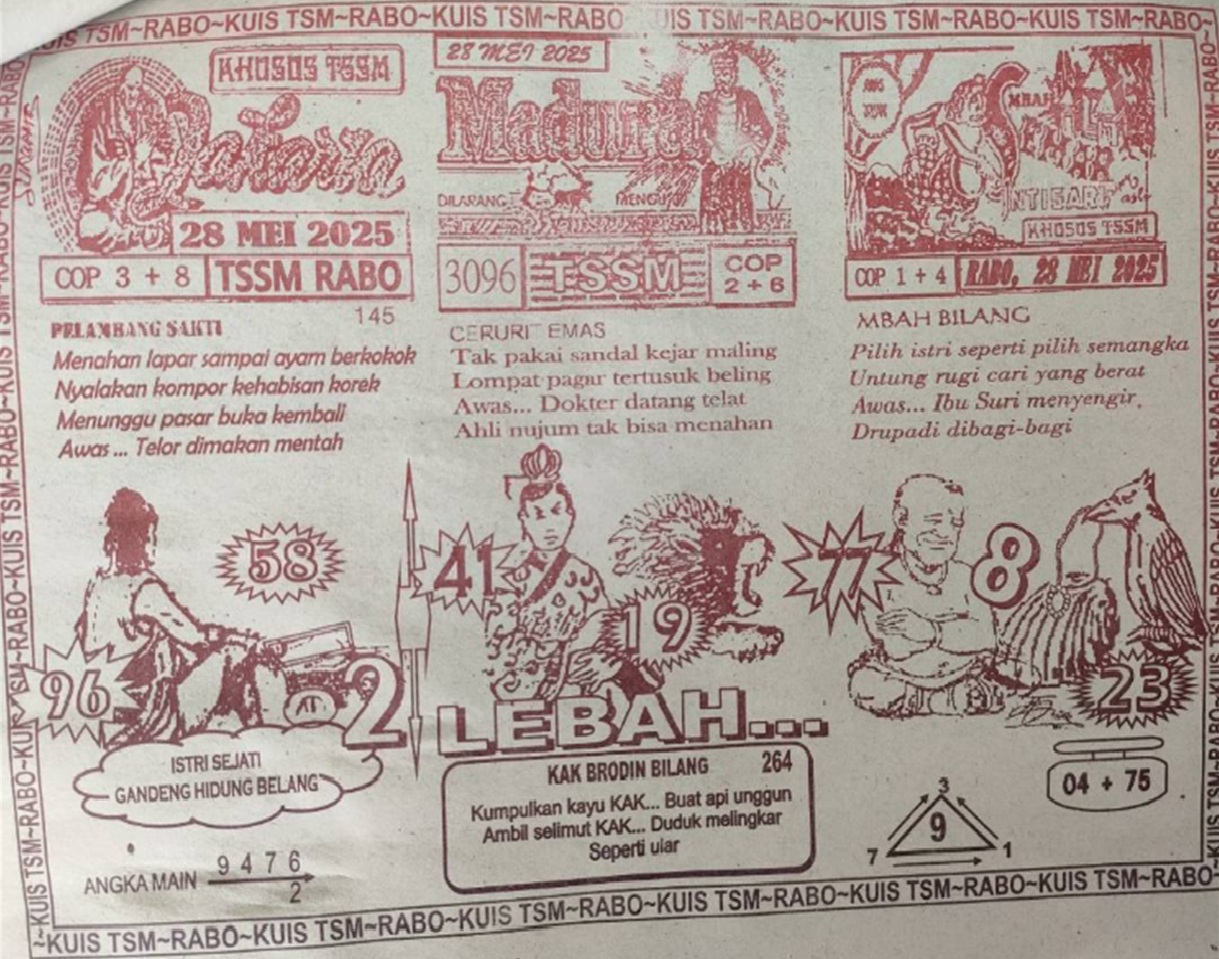 KUIS TSM~RABO~KUIS TSM~RABO~KUIS TSM~RABO UIS TSM~RABO~KUIS TSM~RABO~KUIS TSM~RABO~
KHUSUS TSSM
28 MEI 2025
COP 3 + 8 TSSM RABO
145
PELAMBANG SAKTI
Menahan lapar sampai ayam berkokok
Nyalakan kompor kehabisan korek
Menunggu pasar buka kembali
Awas ... Telor dimakan mentah
58
96
2
ISTRI SEJATI
GANDENG HIDUNG BELANG
ANGKA MAIN 9 4 7 6
2
28 MEI 2025
Madura
DILARANG MENGUTIP
3096 TSSM COP
2 + 6
CERURIT EMAS
Tak pakai sandal kejar maling
Lompat pagar tertusuk beling
Awas... Dokter datang telat
Ahli nujum tak bisa menahan
41
19
LEBAH...
KAK BRODIN BILANG 264
Kumpulkan kayu KAK... Buat api unggun
Ambil selimut KAK... Duduk melingkar
Seperti ular
MBAH
INTISARI
KHUSUS TSSM
COP 1 + 4 RABO, 28 MEI 2025
MBAH BILANG
Pilih istri seperti pilih semangka
Untung rugi cari yang berat
Awas... Ibu Suri menyengir,
Drupadi dibagi-bagi
77
8
23
04 + 75
3
9
7 1
~KUIS TSM~RABO~KUIS TSM~RABO~KUIS TSM~RABO~KUIS TSM~RABO~KUIS TSM~RABO~KUIS TSM~RABO~